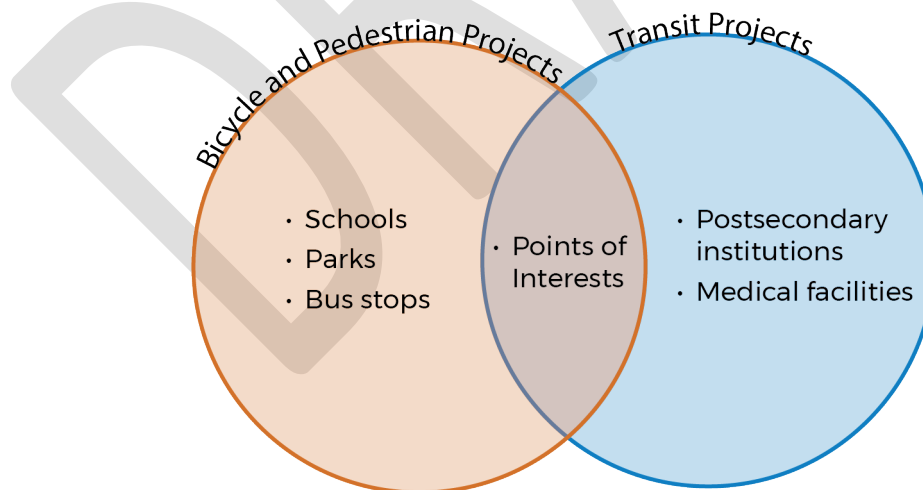 Bicycle and Pedestrian Projects
Transit Projects
• Schools
• Parks
• Bus stops
• Points of
Interests
• Postsecondary
institutions
• Medical facilities